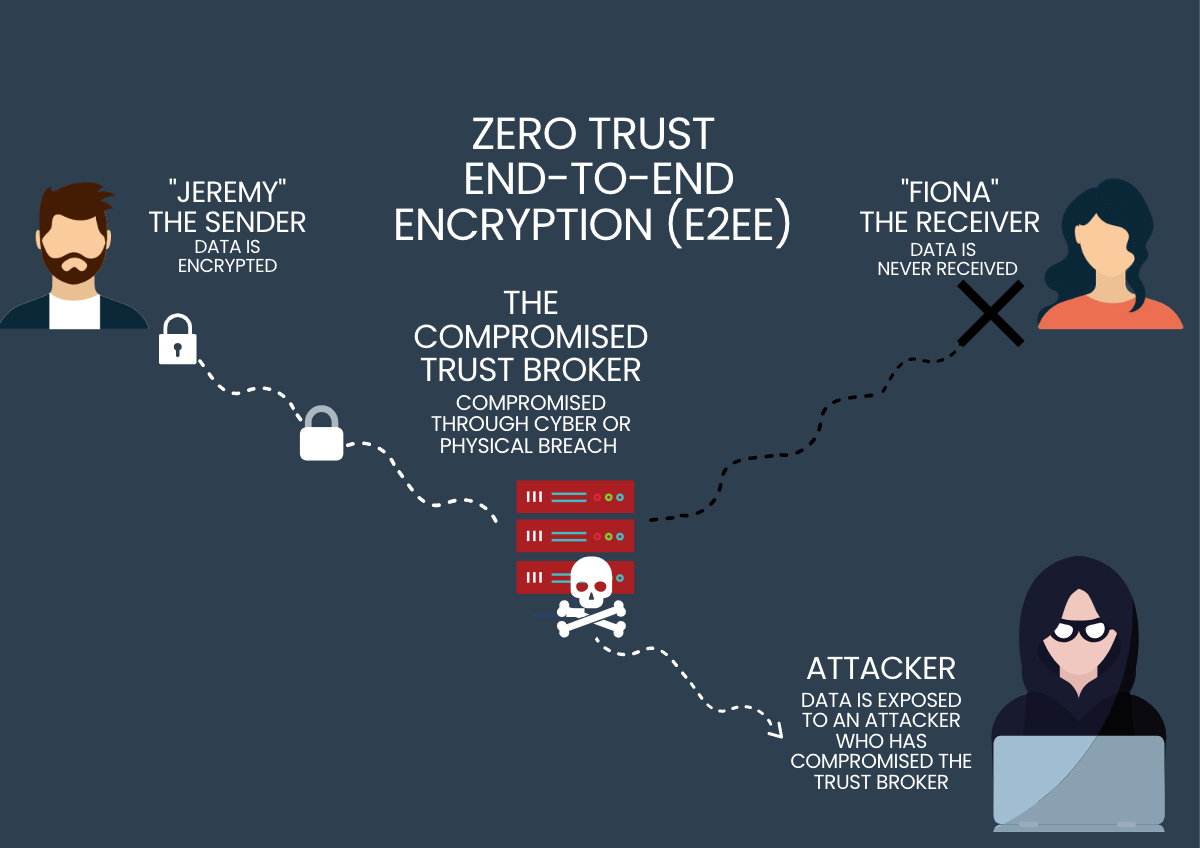 ZERO TRUST
END-TO-END
ENCRYPTION (E2EE)
"JEREMY"
THE SENDER
DATA IS
ENCRYPTED
"FIONA"
THE RECEIVER
DATA IS
NEVER RECEIVED
THE
COMPROMISED
TRUST BROKER
COMPROMISED
THROUGH CYBER OR
PHYSICAL BREACH
ATTACKER
DATA IS EXPOSED
TO AN ATTACKER
WHO HAS
COMPROMISED THE
TRUST BROKER